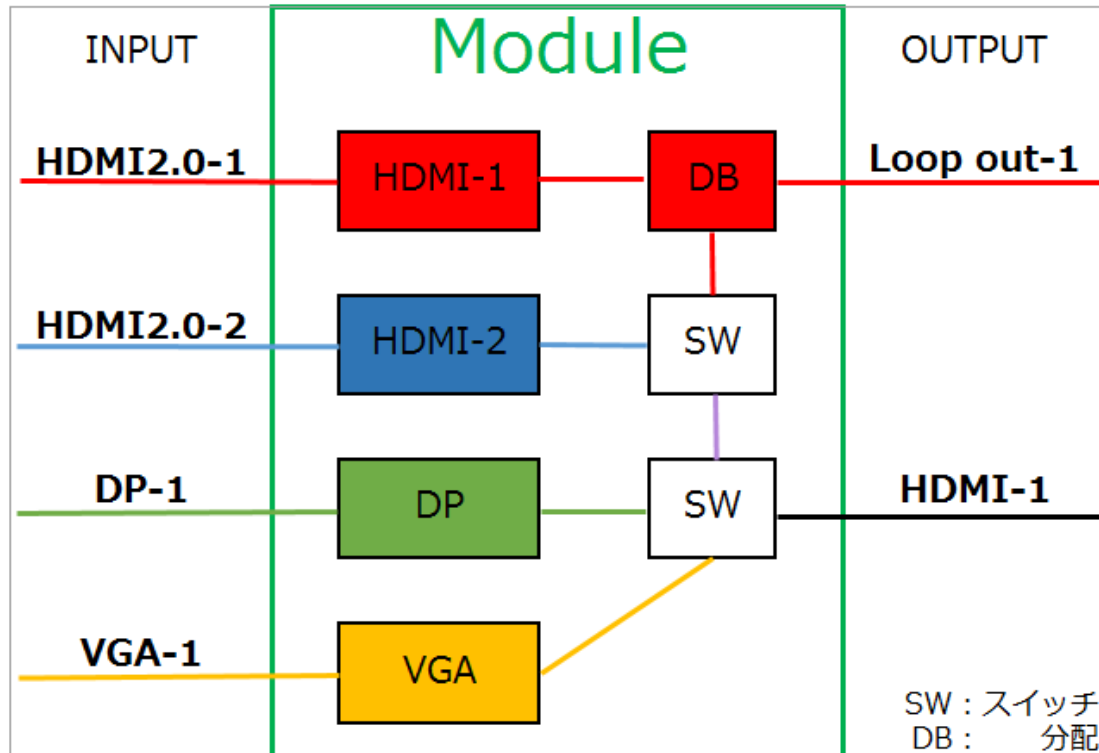 INPUT
Module
OUTPUT
HDMI2.0-1
HDMI-1
DB
Loop out-1
HDMI2.0-2
HDMI-2
SW
DP-1
DP
SW
HDMI-1
VGA-1
VGA
SW：スイッチ
DB： 分配